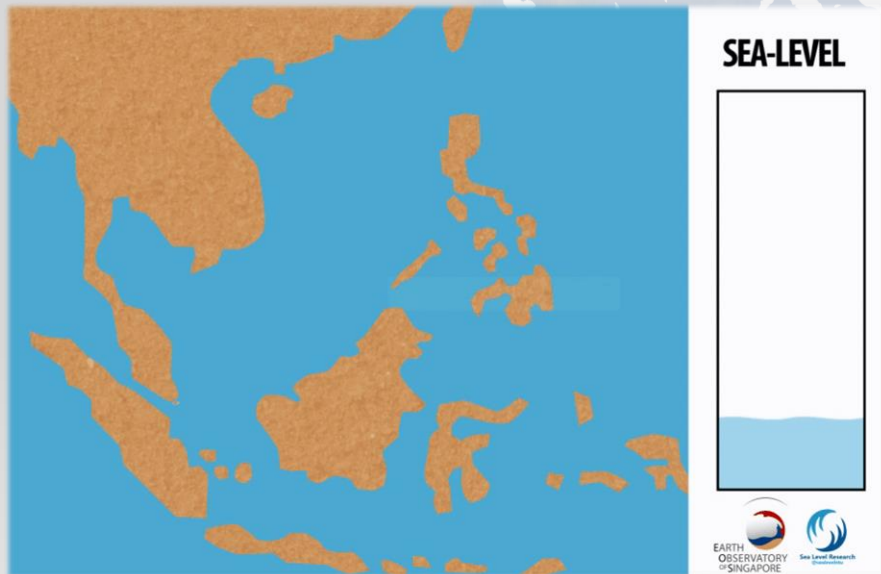 SEA-LEVEL
EARTH
OBSERVATORY
OF SINGAPORE
Sea Level Research